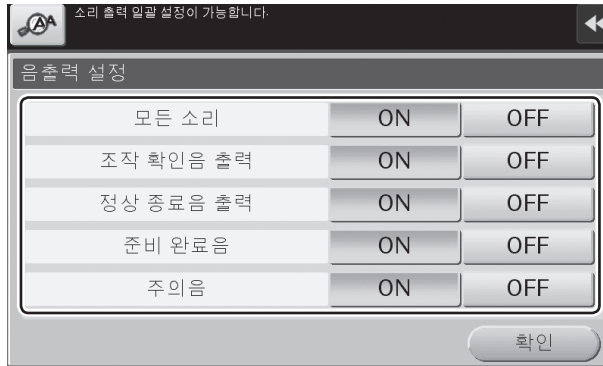 소리 출력 일괄 설정이 가능합니다.
음출력 설정
모든 소리 ON OFF
조작 확인음 출력 ON OFF
정상 종료음 출력 ON OFF
준비 완료음 ON OFF
주의음 ON OFF
확인